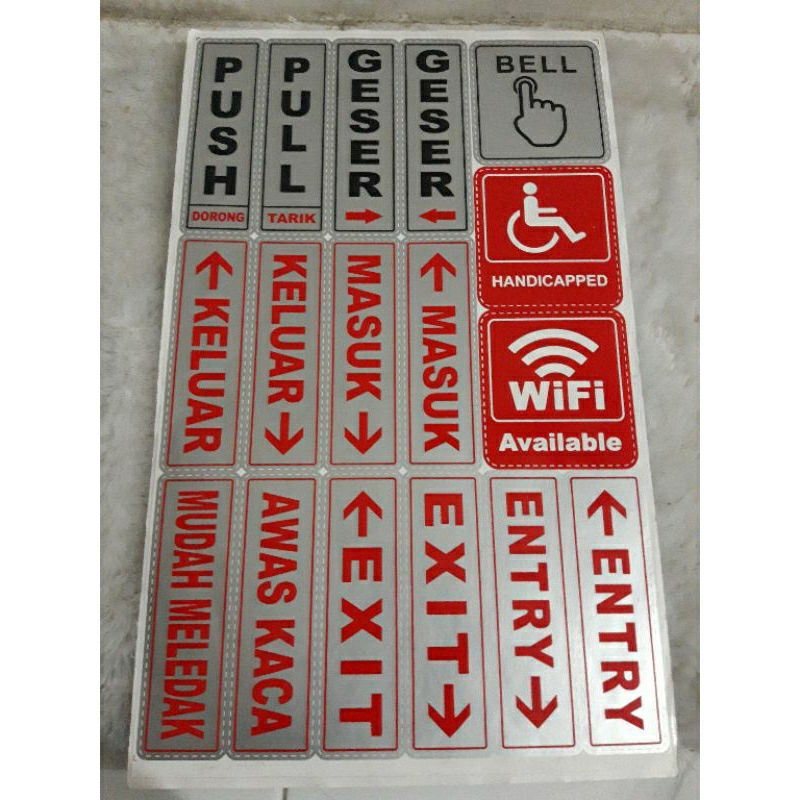 PUSH
DORONG
PULL
TARIK
GESER
→
GESER
←
BELL
HANDICAPPED
WiFi
Available
← KELUAR
KELUAR →
MASUK →
← MASUK
MUDAH MELEDAK
AWAS KACA
← EXIT
EXIT →
ENTRY →
← ENTRY